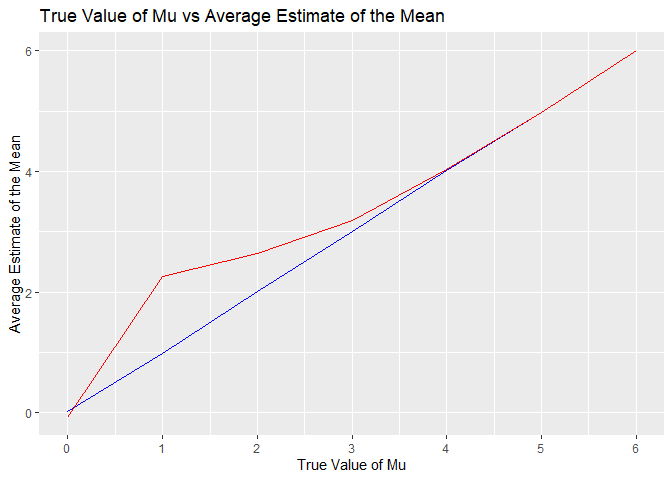 True Value of Mu vs Average Estimate of the Mean
Average Estimate of the Mean
6
4
2
0
0 1 2 3 4 5 6
True Value of Mu